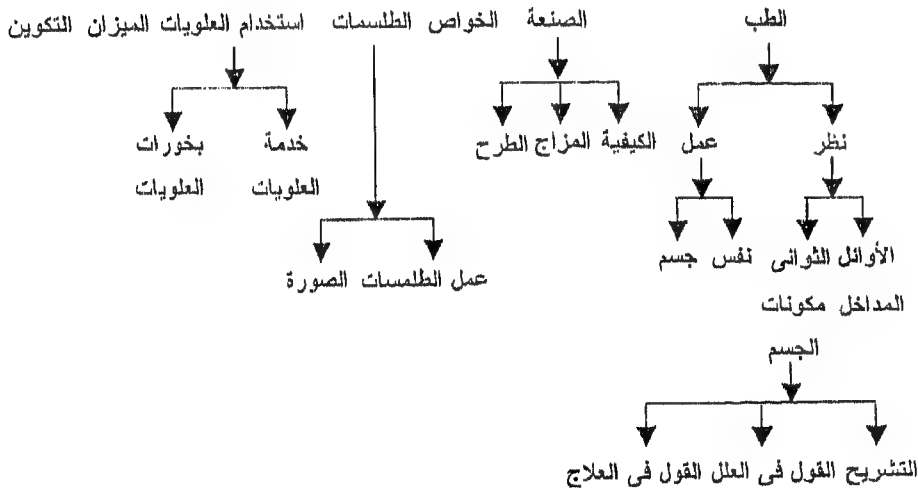 الطب الصنعة الخواص الطلسمات استخدام العلويات الميزان التكوين
نظر عمل الكيفية المزاج الطرح خدمة بخورات
العلويات العلويات
الأوائل الثوانى نفس جسم عمل الطلمسات الصورة
المداخل مكونات
الجسم
التشريح القول فى العلل القول فى العلاج